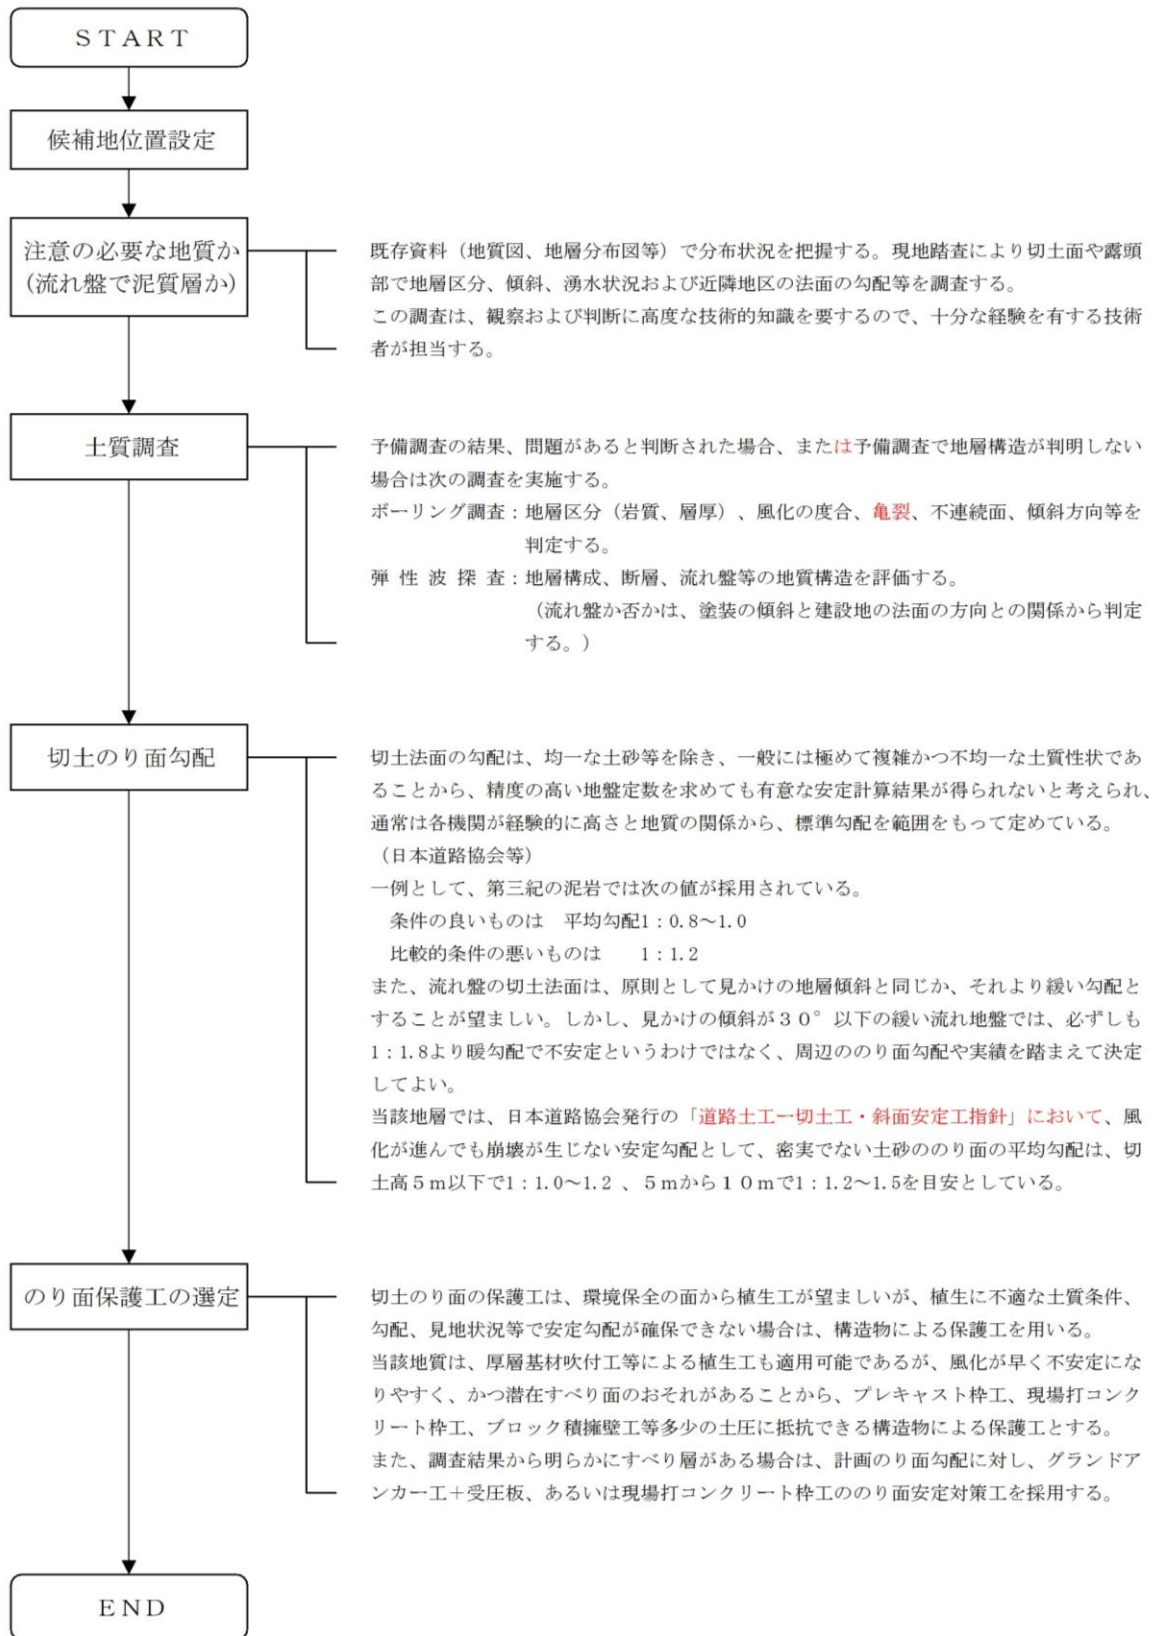 START
候補地位置設定
注意の必要な地質か
(流れ盤で泥質層か)
既存資料（地質図、地層分布図等）で分布状況を把握する。現地踏査により切土面や露頭
部で地層区分、傾斜、湧水状況および近隣地区の法面の勾配等を調査する。
この調査は、観察および判断に高度な技術的知識を要するので、十分な経験を有する技術
者が担当する。
土質調査
予備調査の結果、問題があると判断された場合、または予備調査で地層構造が判明しない
場合は次の調査を実施する。
ボーリング調査：地層区分（岩質、層厚）、風化の度合、亀裂、不連続面、傾斜方向等を
判定する。
弾 性 波 探 査：地層構成、断層、流れ盤等の地質構造を評価する。
（流れ盤か否かは、塗装の傾斜と建設地の法面の方向との関係から判定
する。）
切土のり面勾配
切土法面の勾配は、均一な土砂等を除き、一般には極めて複雑かつ不均一な土質性状であ
ることから、精度の高い地盤定数を求めても有意な安定計算結果が得られないと考えられ、
通常は各機関が経験的に高さと地質の関係から、標準勾配を範囲をもって定めている。
（日本道路協会等）
一例として、第三紀の泥岩では次の値が採用されている。
条件の良いものは　平均勾配1：0.8～1.0
比較的条件の悪いものは　　1：1.2
また、流れ盤の切土法面は、原則として見かけの地層傾斜と同じか、それより緩い勾配と
することが望ましい。しかし、見かけの傾斜が３０°以下の緩い流れ地盤では、必ずしも
1：1.8より暖勾配で不安定というわけではなく、周辺ののり面勾配や実績を踏まえて決定
してよい。
当該地層では、日本道路協会発行の「道路土工ー切土工・斜面安定工指針」において、風
化が進んでも崩壊が生じない安定勾配として、密実でない土砂ののり面の平均勾配は、切
土高５ｍ以下で1：1.0～1.2 、５ｍから１０ｍで1：1.2～1.5を目安としている。
のり面保護工の選定
切土のり面の保護工は、環境保全の面から植生工が望ましいが、植生に不適な土質条件、
勾配、見地状況等で安定勾配が確保できない場合は、構造物による保護工を用いる。
当該地質は、厚層基材吹付工等による植生工も適用可能であるが、風化が早く不安定にな
りやすく、かつ潜在すべり面のおそれがあることから、プレキャスト枠工、現場打コンク
リート枠工、ブロック積擁壁工等多少の土圧に抵抗できる構造物による保護工とする。
また、調査結果から明らかにすべり層がある場合は、計画のり面勾配に対し、グランドア
ンカー工＋受圧板、あるいは現場打コンクリート枠工ののり面安定対策工を採用する。
END